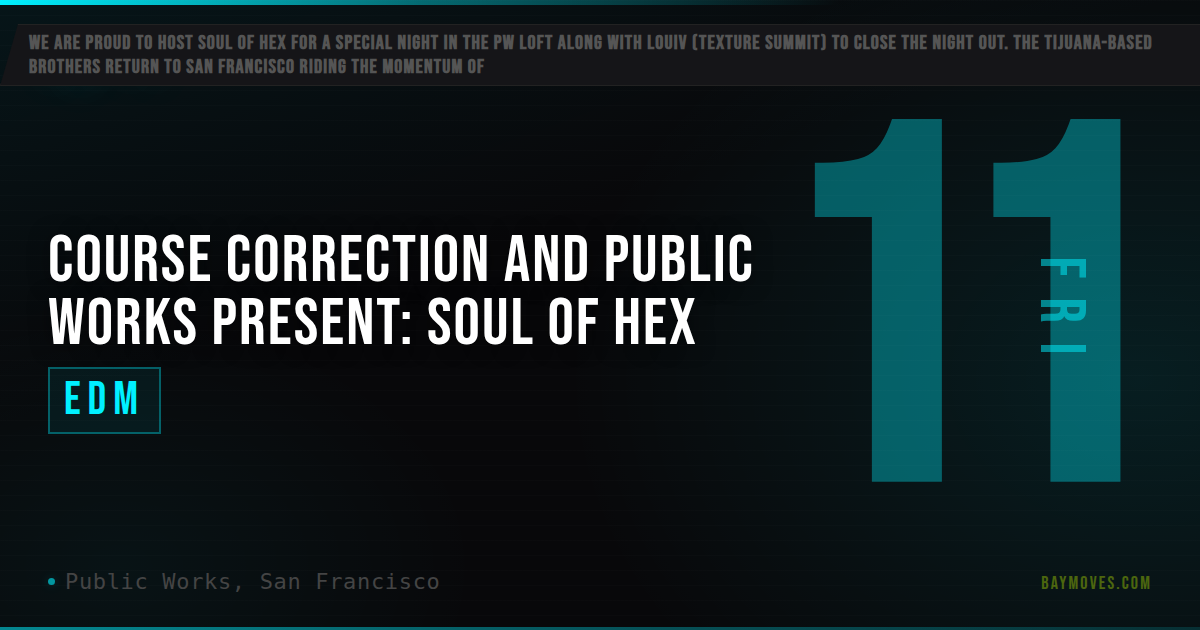 WE ARE PROUD TO HOST SOUL OF HEX FOR A SPECIAL NIGHT IN THE PW LOFT ALONG WITH LOUIV (TEXTURE SUMMIT) TO CLOSE THE NIGHT OUT. THE TIJUANA-BASED
BROTHERS RETURN TO SAN FRANCISCO RIDING THE MOMENTUM OF
11
FRI
COURSE CORRECTION AND PUBLIC
WORKS PRESENT: SOUL OF HEX
EDM
Public Works, San Francisco
BAYMOVES.COM